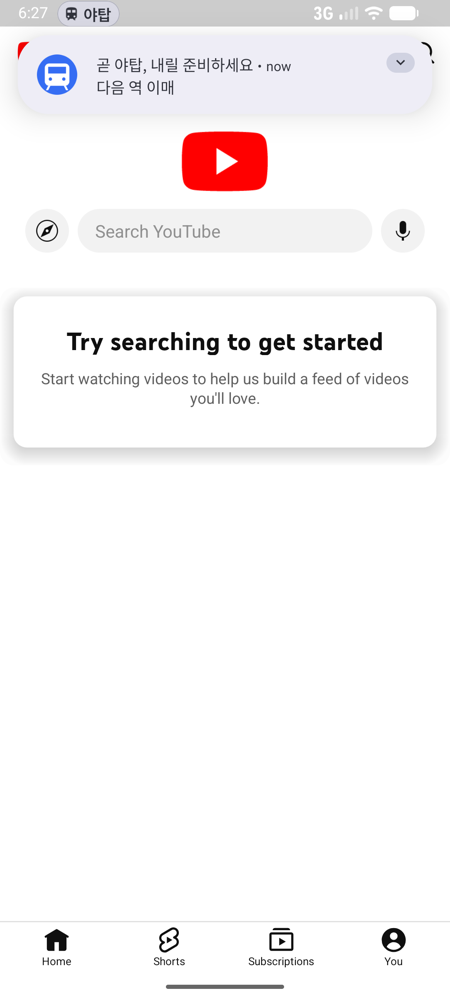 6:27 야탑 3G
곧 야탑, 내릴 준비하세요 • now
다음 역 이매
Search YouTube
Try searching to get started
Start watching videos to help us build a feed of videos
you'll love.
Home Shorts Subscriptions You